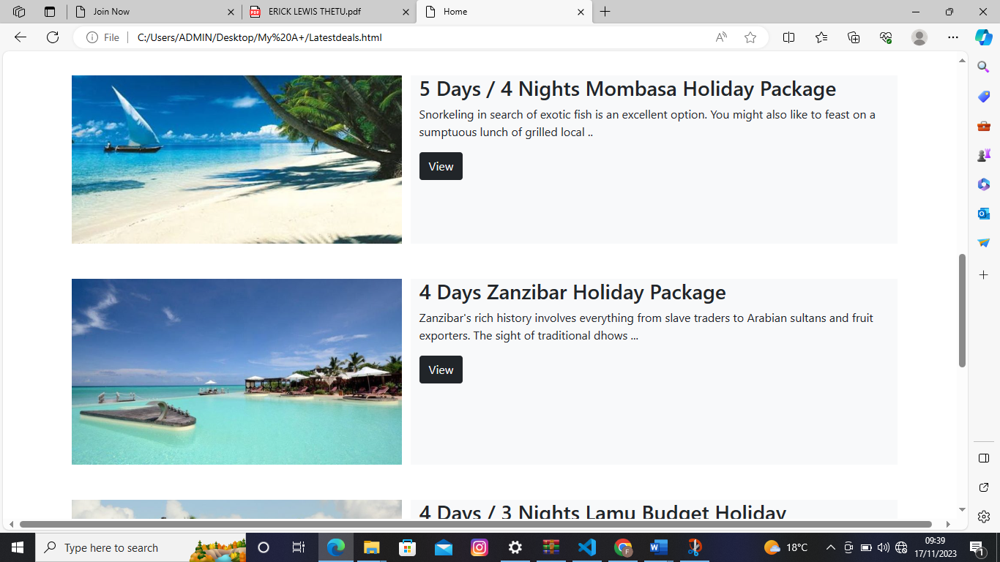 Join Now
ERICK LEWIS THETU.pdf
Home
File
C:/Users/ADMIN/Desktop/My%20A+/Latestdeals.html
5 Days / 4 Nights Mombasa Holiday Package
Snorkeling in search of exotic fish is an excellent option. You might also like to feast on a
sumptuous lunch of grilled local ..
View
4 Days Zanzibar Holiday Package
Zanzibar's rich history involves everything from slave traders to Arabian sultans and fruit
exporters. The sight of traditional dhows ...
View
4 Days / 3 Nights Lamu Budget Holiday
Type here to search
18°C
09:39
17/11/2023
1